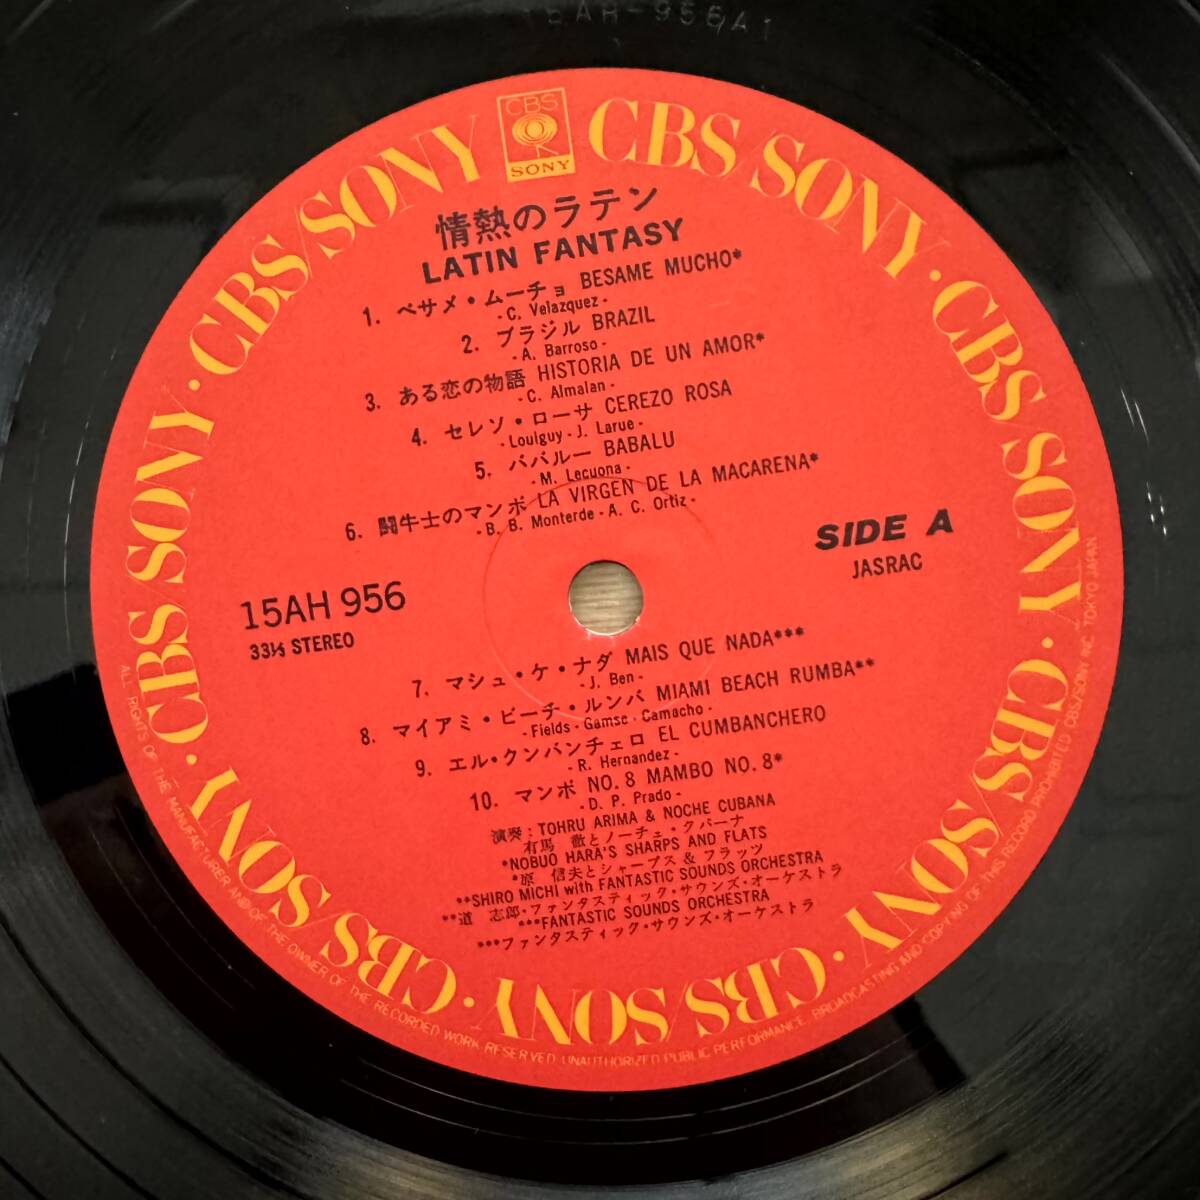 15AH-956A1
CBS
SONY
CBS/SONY · CBS/SONY · CBS/SONY · CBS/SONY · CBS/SONY · CBS/SONY · CBS/SONY · CBS/SONY
情熱のラテン
LATIN FANTASY
1. ベサメ・ムーチョ BESAME MUCHO*
- C. Velazquez -
2. ブラジル BRAZIL
- A. Barroso -
3. ある恋の物語 HISTORIA DE UN AMOR*
- C. Almalan -
4. セレソ・ローサ CEREZO ROSA
- Loulguy - J. Larue -
5. ババルー BABALU
- M. Lecuona -
6. 闘牛士のマンボ LA VIRGEN DE LA MACARENA*
- B. B. Monterde - A. C. Ortiz -
SIDE A
JASRAC
15AH 956
33⅓ STEREO
7. マシュ・ケ・ナダ MAIS QUE NADA***
- J. Ben -
8. マイアミ・ビーチ・ルンバ MIAMI BEACH RUMBA**
- Fields - Gamse - Camacho -
9. エル・クンバンチェロ EL CUMBANCHERO
- R. Hernandez -
10. マンボ NO. 8 MAMBO NO. 8*
- D. P. Prado -
演奏：TOHRU ARIMA & NOCHE CUBANA
有馬 徹とノーチェ・クバーナ
*NOBUO HARA'S SHARPS AND FLATS
*原 信夫とシャープス & フラッツ
**SHIRO MICHI with FANTASTIC SOUNDS ORCHESTRA
**道 志郎・ファンタスティック・サウンズ・オーケストラ
***FANTASTIC SOUNDS ORCHESTRA
***ファンタスティック・サウンズ・オーケストラ
ALL RIGHTS OF THE MANUFACTURER AND OF THE OWNER OF THE RECORDED WORK RESERVED. UNAUTHORIZED PUBLIC PERFORMANCE, BROADCASTING AND COPYING OF THIS RECORD PROHIBITED CBS/SONY INC. TOKYO JAPAN